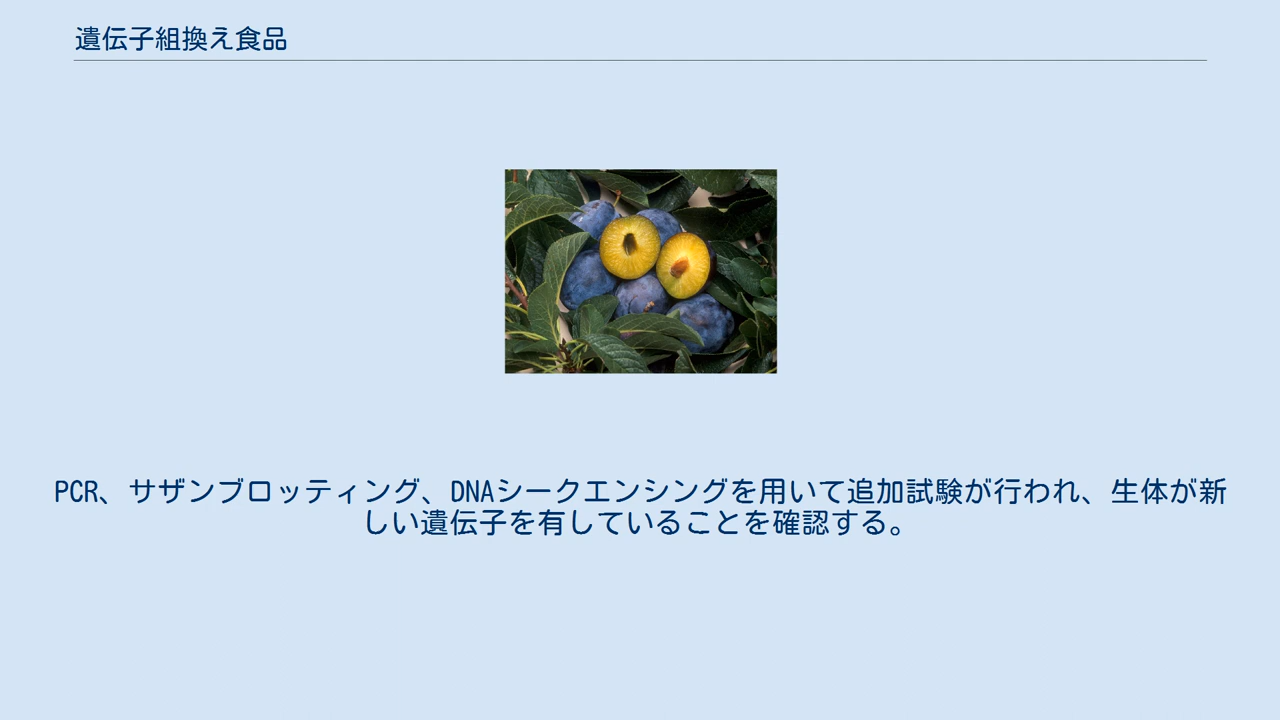 遺伝子組換え食品
PCR、サザンブロッティング、DNAシークエンシングを用いて追加試験が行われ、生体が新
しい遺伝子を有していることを確認する。